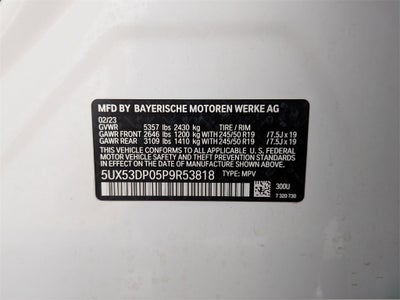 MFD BY BAYERISCHE MOTOREN WERKE AG
02/23
GVWR 5357 lbs 2430 kg TIRE / RIM
GAWR FRONT 2646 lbs 1200 kg WITH 245/50 R19 / 7.5J x 19
GAWR REAR 3109 lbs 1410 kg WITH 245/50 R19 / 7.5J x 19
THIS VEHICLE CONFORMS TO ALL APPLICABLE U. S. FEDERAL
MOTOR VEHICLE SAFETY STANDARDS IN EFFECT ON THE DATE
OF MANUFACTURE SHOWN ABOVE.
5UX53DP05P9R53818 TYPE: MPV 300U
7 320 730